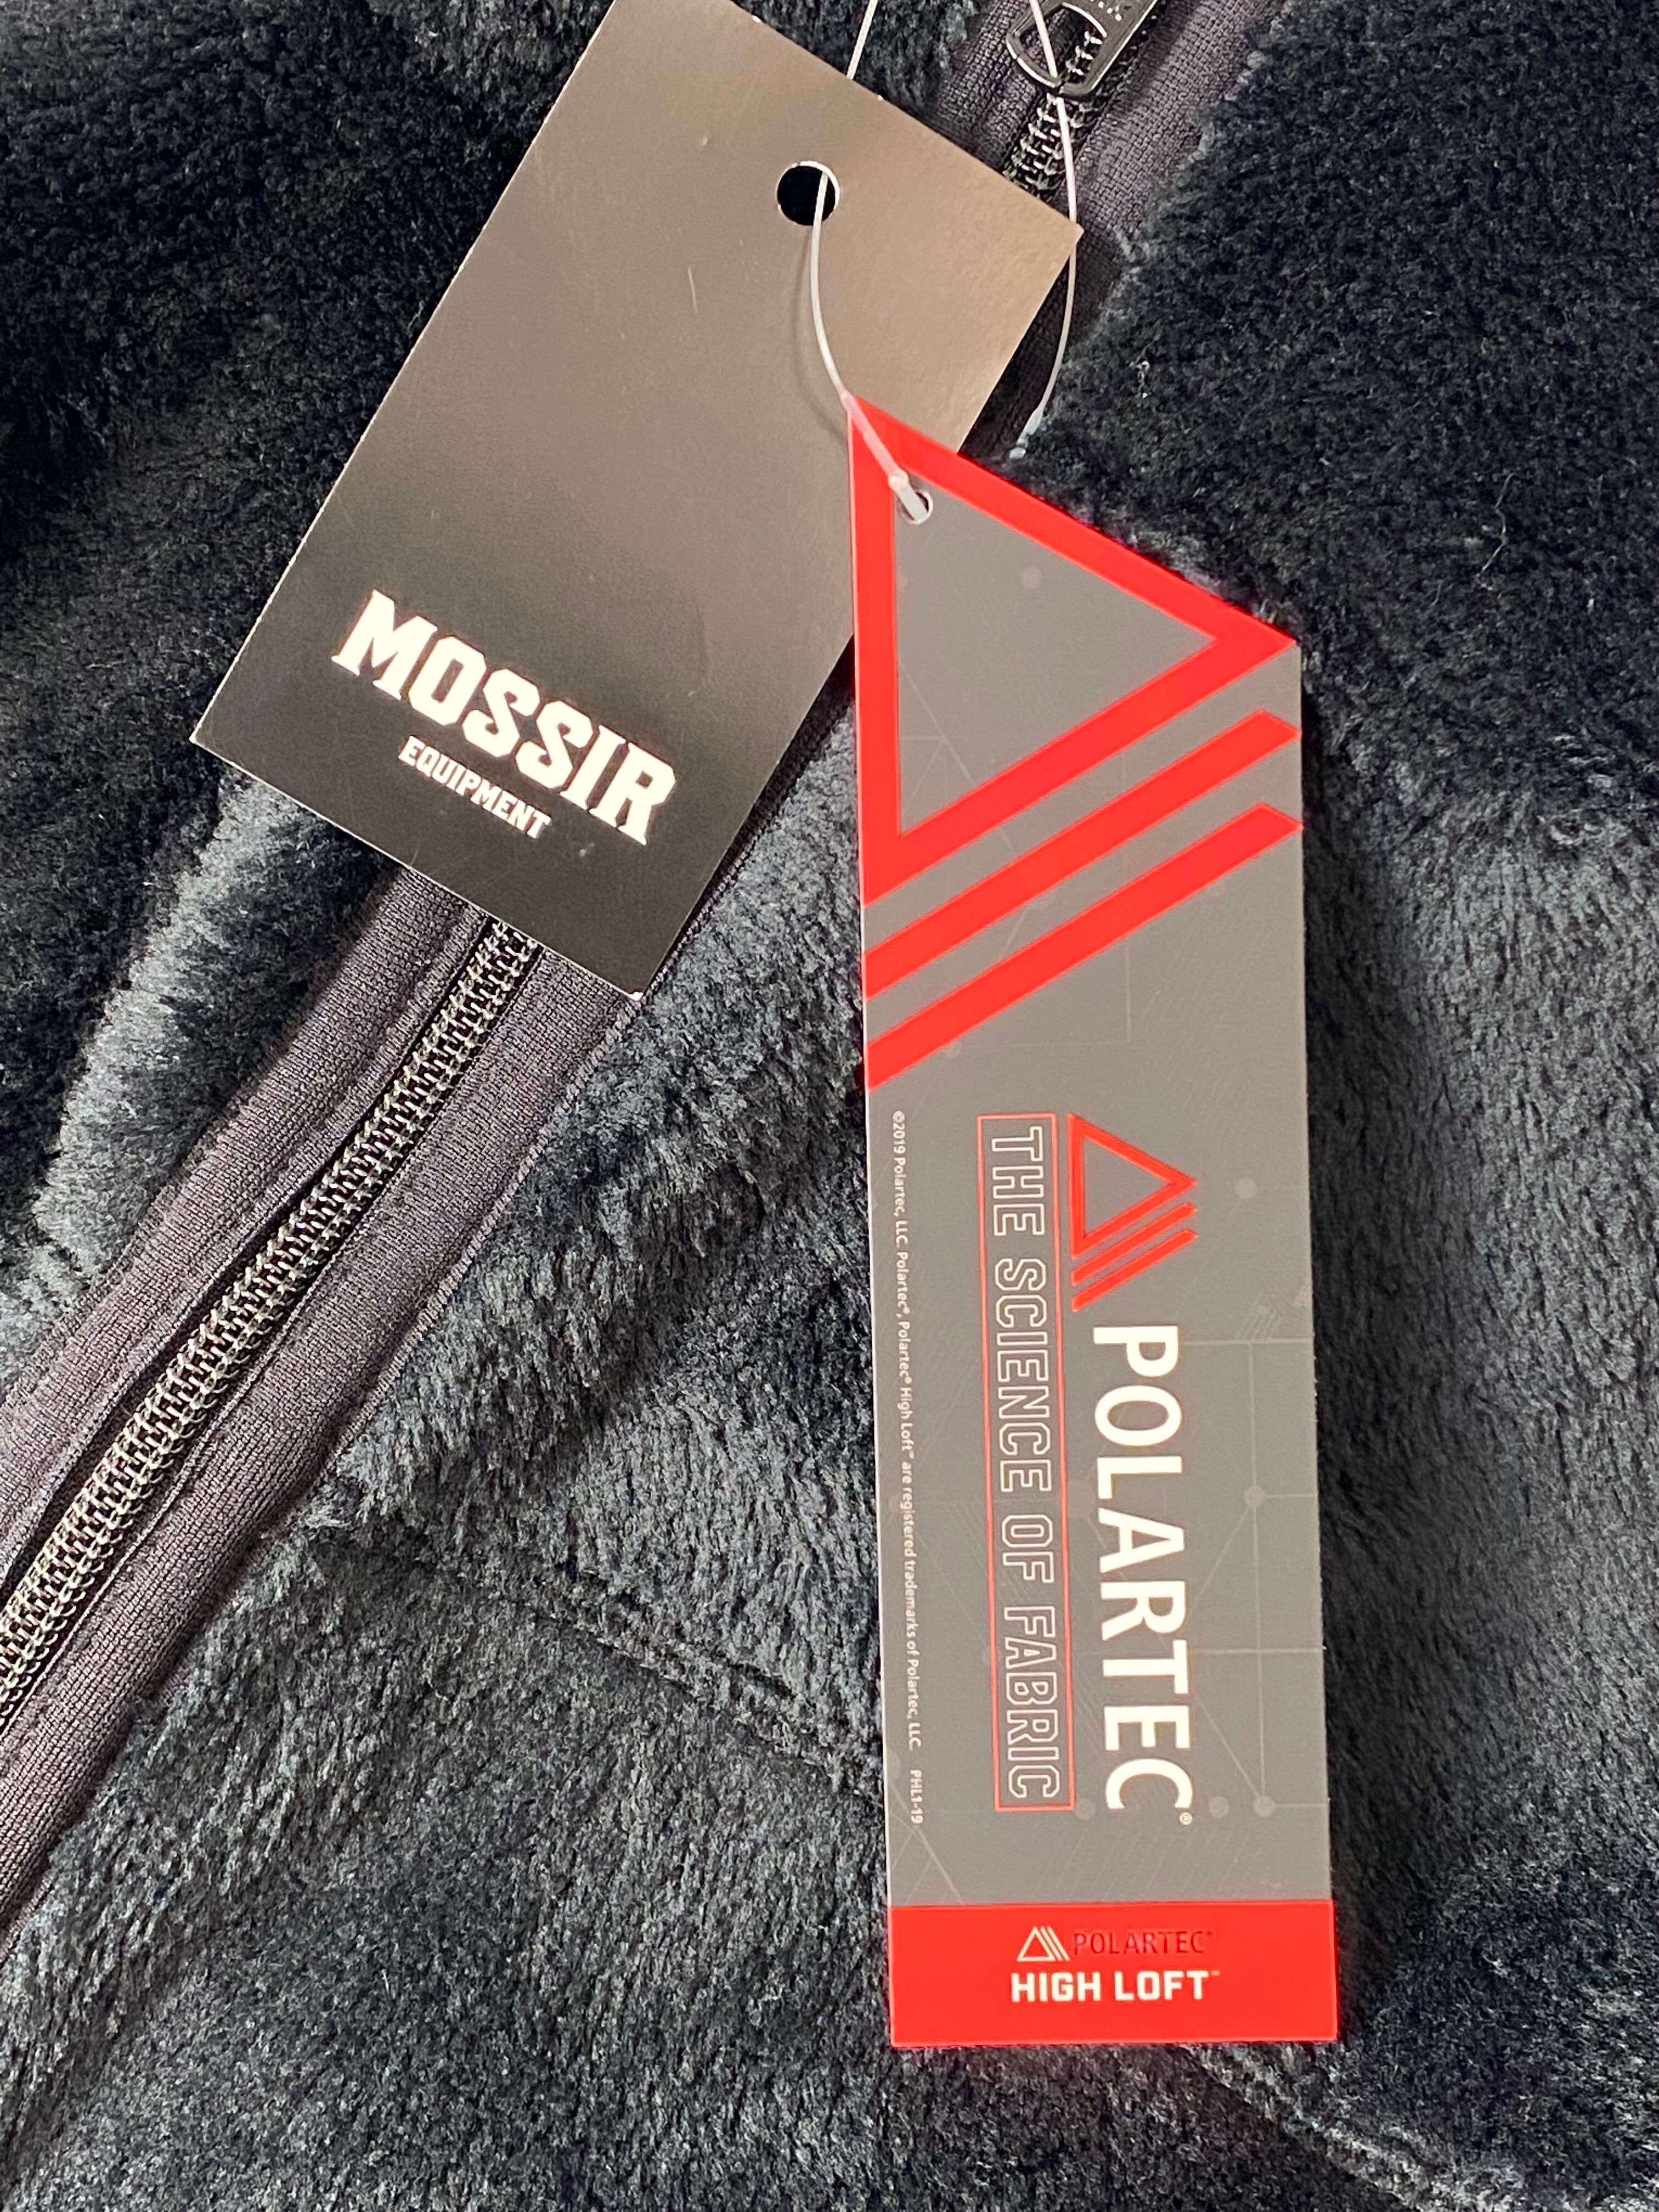 MOSSIR
EQUIPMENT
POLARTEC®
THE SCIENCE OF FABRIC
©2019 Polartec, LLC. Polartec®, Polartec® High Loft™ are registered trademarks of Polartec, LLC. PHL1-19
POLARTEC®
HIGH LOFT™